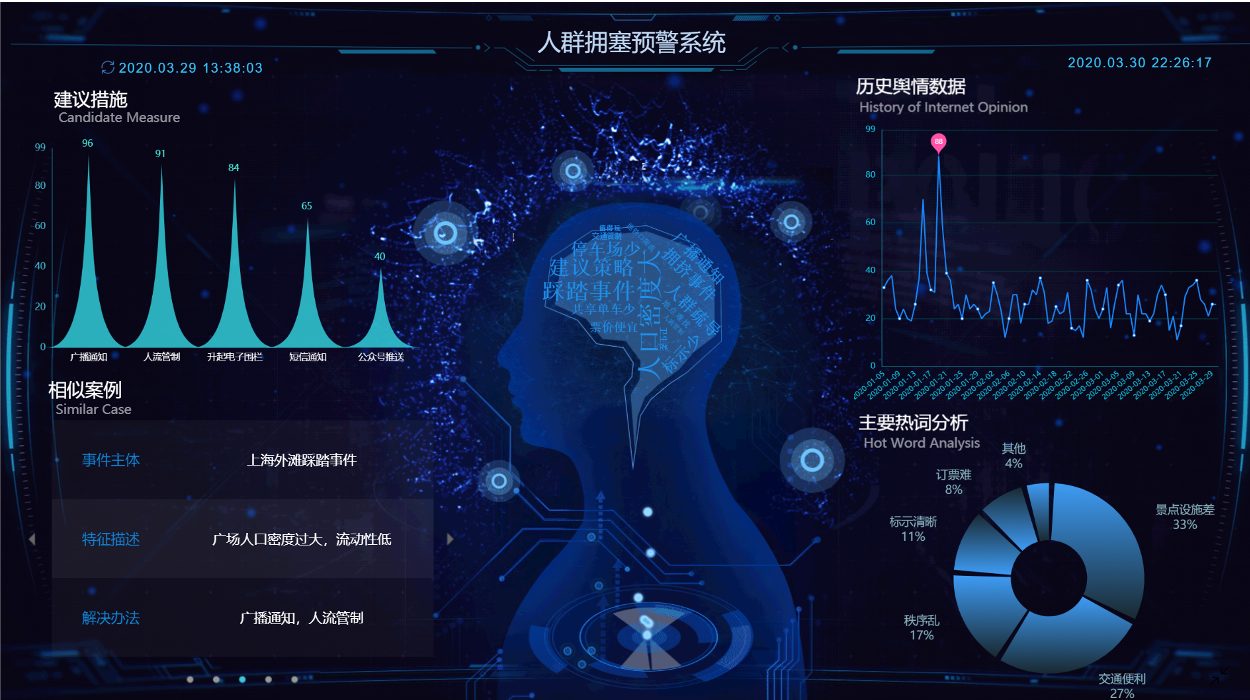 人群拥塞预警系统
2020.03.29 13:38:03
2020.03.30 22:26:17
建议措施
Candidate Measure
99
80
60
40
20
0
96
91
84
65
40
广播通知
人流管制
升起电子围栏
短信通知
公众号推送
相似案例
Similar Case
事件主体
上海外滩踩踏事件
特征描述
广场人口密度过大，流动性低
解决办法
广播通知，人流管制
停车场少
建议策略
踩踏事件
共享单车少
票价便宜
人口密度大
广播通知
拥挤事件
人群疏导
标示少
历史舆情数据
History of Internet Opinion
99
80
60
40
20
0
88
2020-01-05
2020-01-09
2020-01-13
2020-01-17
2020-01-21
2020-01-25
2020-01-29
2020-02-02
2020-02-06
2020-02-10
2020-02-14
2020-02-18
2020-02-22
2020-02-26
2020-03-01
2020-03-05
2020-03-09
2020-03-13
2020-03-17
2020-03-21
2020-03-25
2020-03-29
主要热词分析
Hot Word Analysis
其他
4%
订票难
8%
标示清晰
11%
秩序乱
17%
交通便利
27%
景点设施差
33%